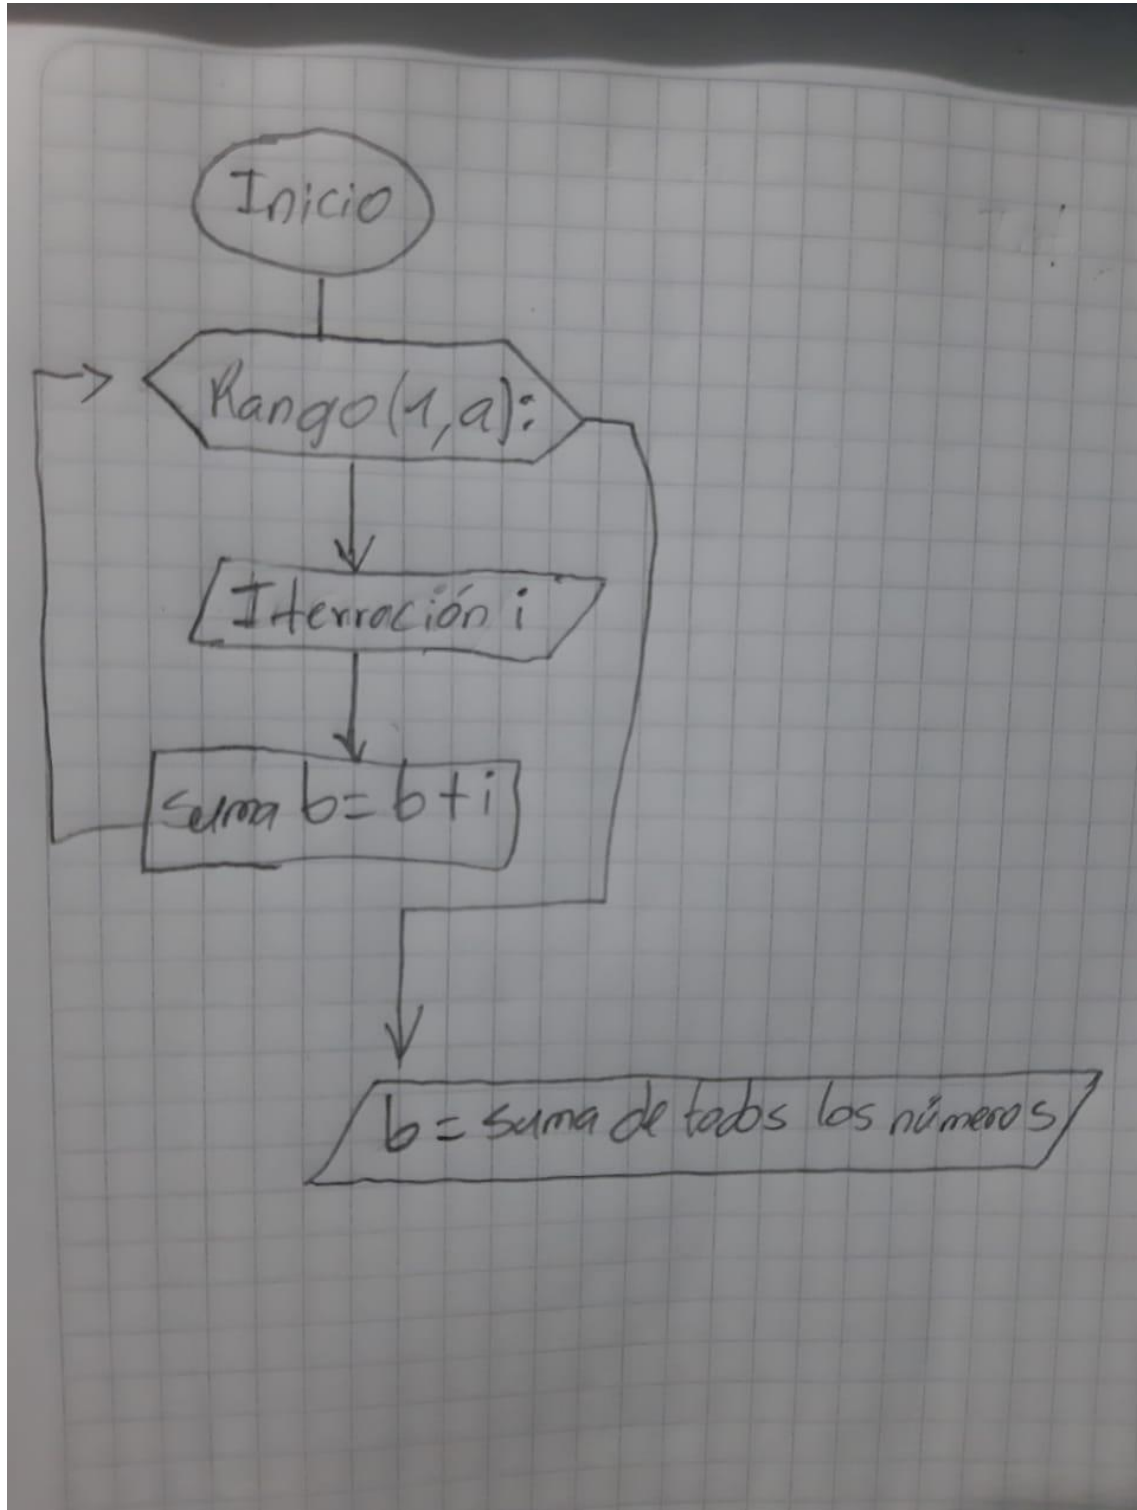 Inicio
Rango (1, a):
Iterración i
Suma b = b + i
b = suma de todos los números